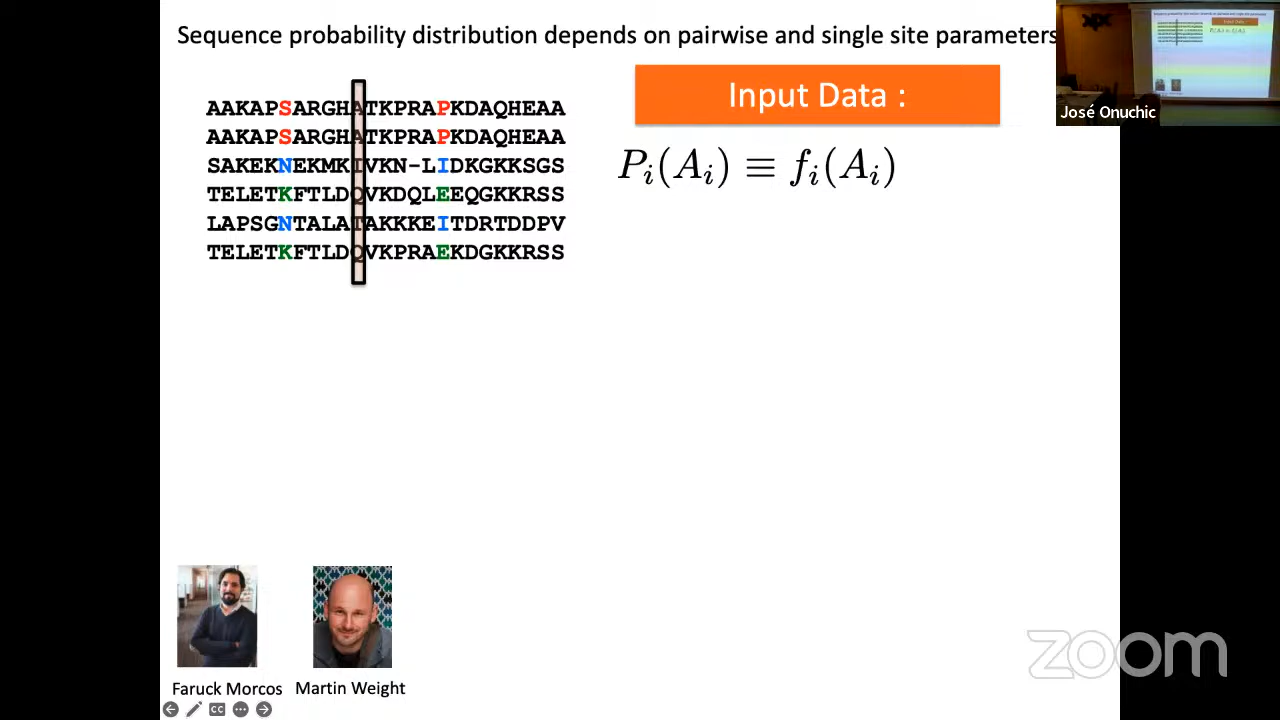 Sequence probability distribution depends on pairwise and single site parameters
AAKAPSARGHATKPRAPKDAQHEAA
AAKAPSARGHATKPRAPKDAQHEAA
SAKEKNEKMKIVKN-LIDKGKKSGS
TELETKFTLDQVKDQLEEQGKKRSS
LAPSGNTALATAKKKEITDRTDDPV
TELETKFTLDQVKPRAEKDGKKRSS
Input Data :
P_i(A_i) ≡ f_i(A_i)
José Onuchic
Faruck Morcos
Martin Weight
CC
zoom